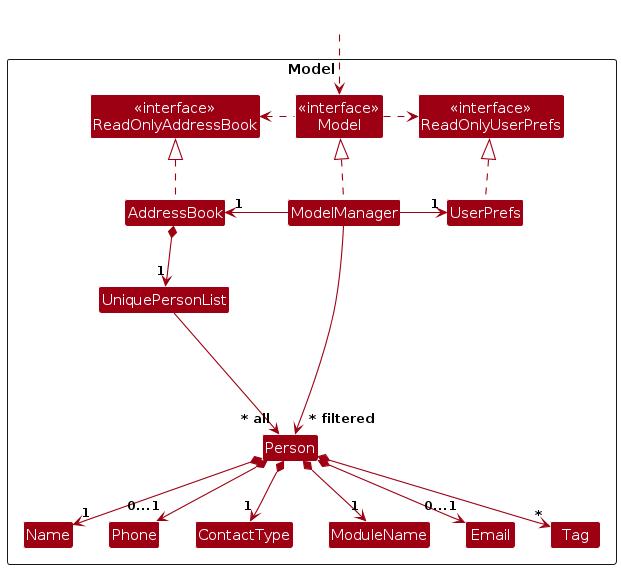 Model
«interface»
ReadOnlyAddressBook
«interface»
Model
«interface»
ReadOnlyUserPrefs
AddressBook
1
ModelManager
1
UserPrefs
1
UniquePersonList
* all
* filtered
Person
1
0...1
1
1
0...1
*
Name
Phone
ContactType
ModuleName
Email
Tag